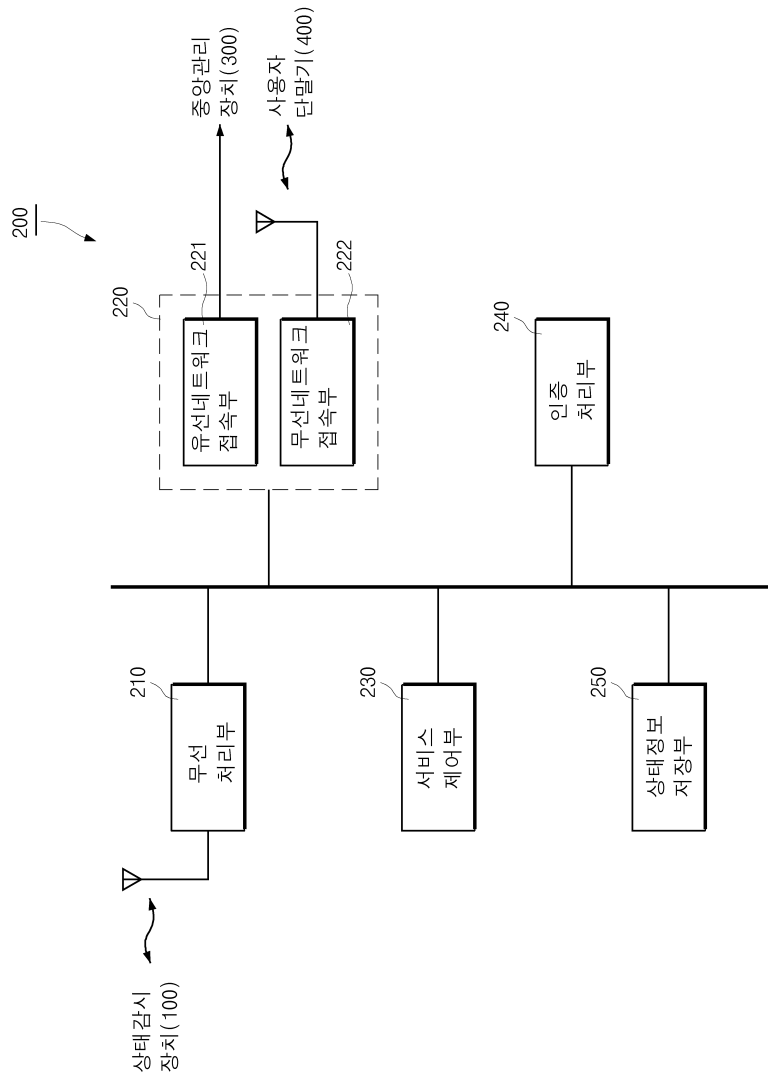 200
220
210
상태감시
장치(100)
무선
처리부
유선네트워크
접속부
221
중앙관리
장치(300)
사용자
단말기(400)
무선네트워크
접속부
222
230
서비스
제어부
240
인증
처리부
250
상태정보
저장부